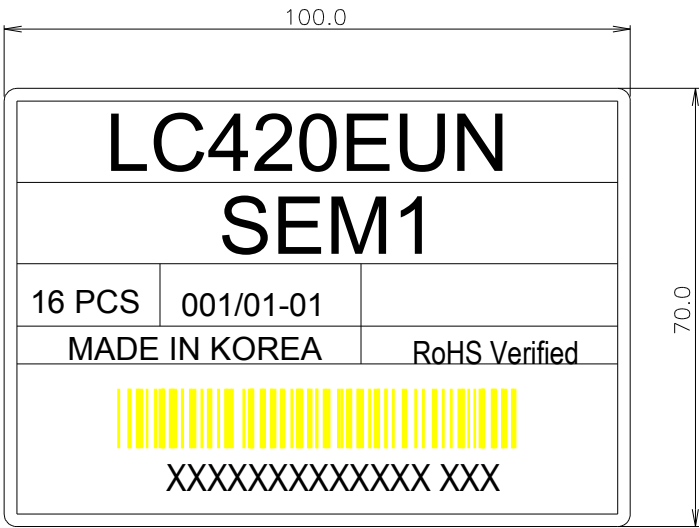 100.0
LC420EUN
SEM1
16 PCS 001/01-01
70.0
MADE IN KOREA RoHS Verified
XXXXXXXXXXXXX XXX